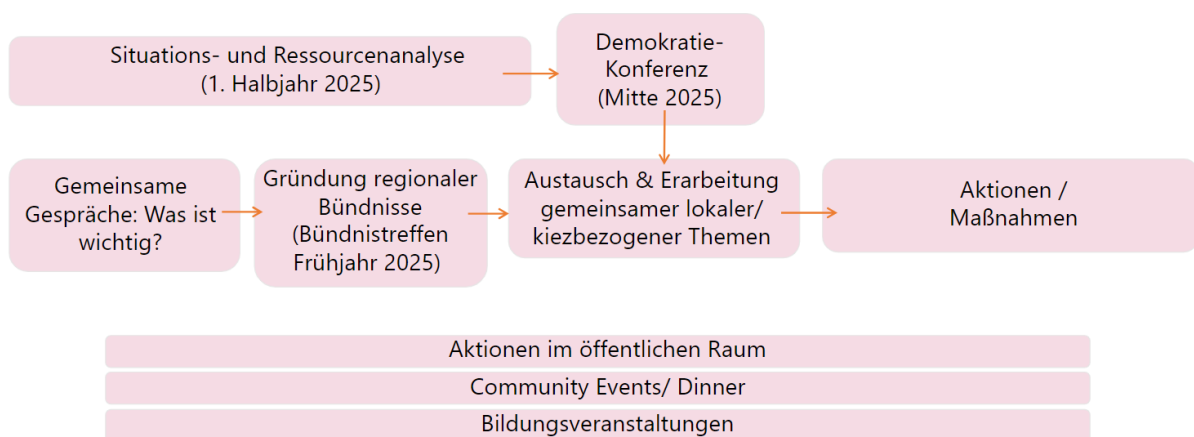 Situations- und Ressourcenanalyse
(1. Halbjahr 2025)
Demokratie-
Konferenz
(Mitte 2025)
Gemeinsame
Gespräche: Was ist
wichtig?
Gründung regionaler
Bündnisse
(Bündnistreffen
Frühjahr 2025)
Austausch & Erarbeitung
gemeinsamer lokaler/
kiezbezogener Themen
Aktionen /
Maßnahmen
Aktionen im öffentlichen Raum
Community Events/ Dinner
Bildungsveranstaltungen